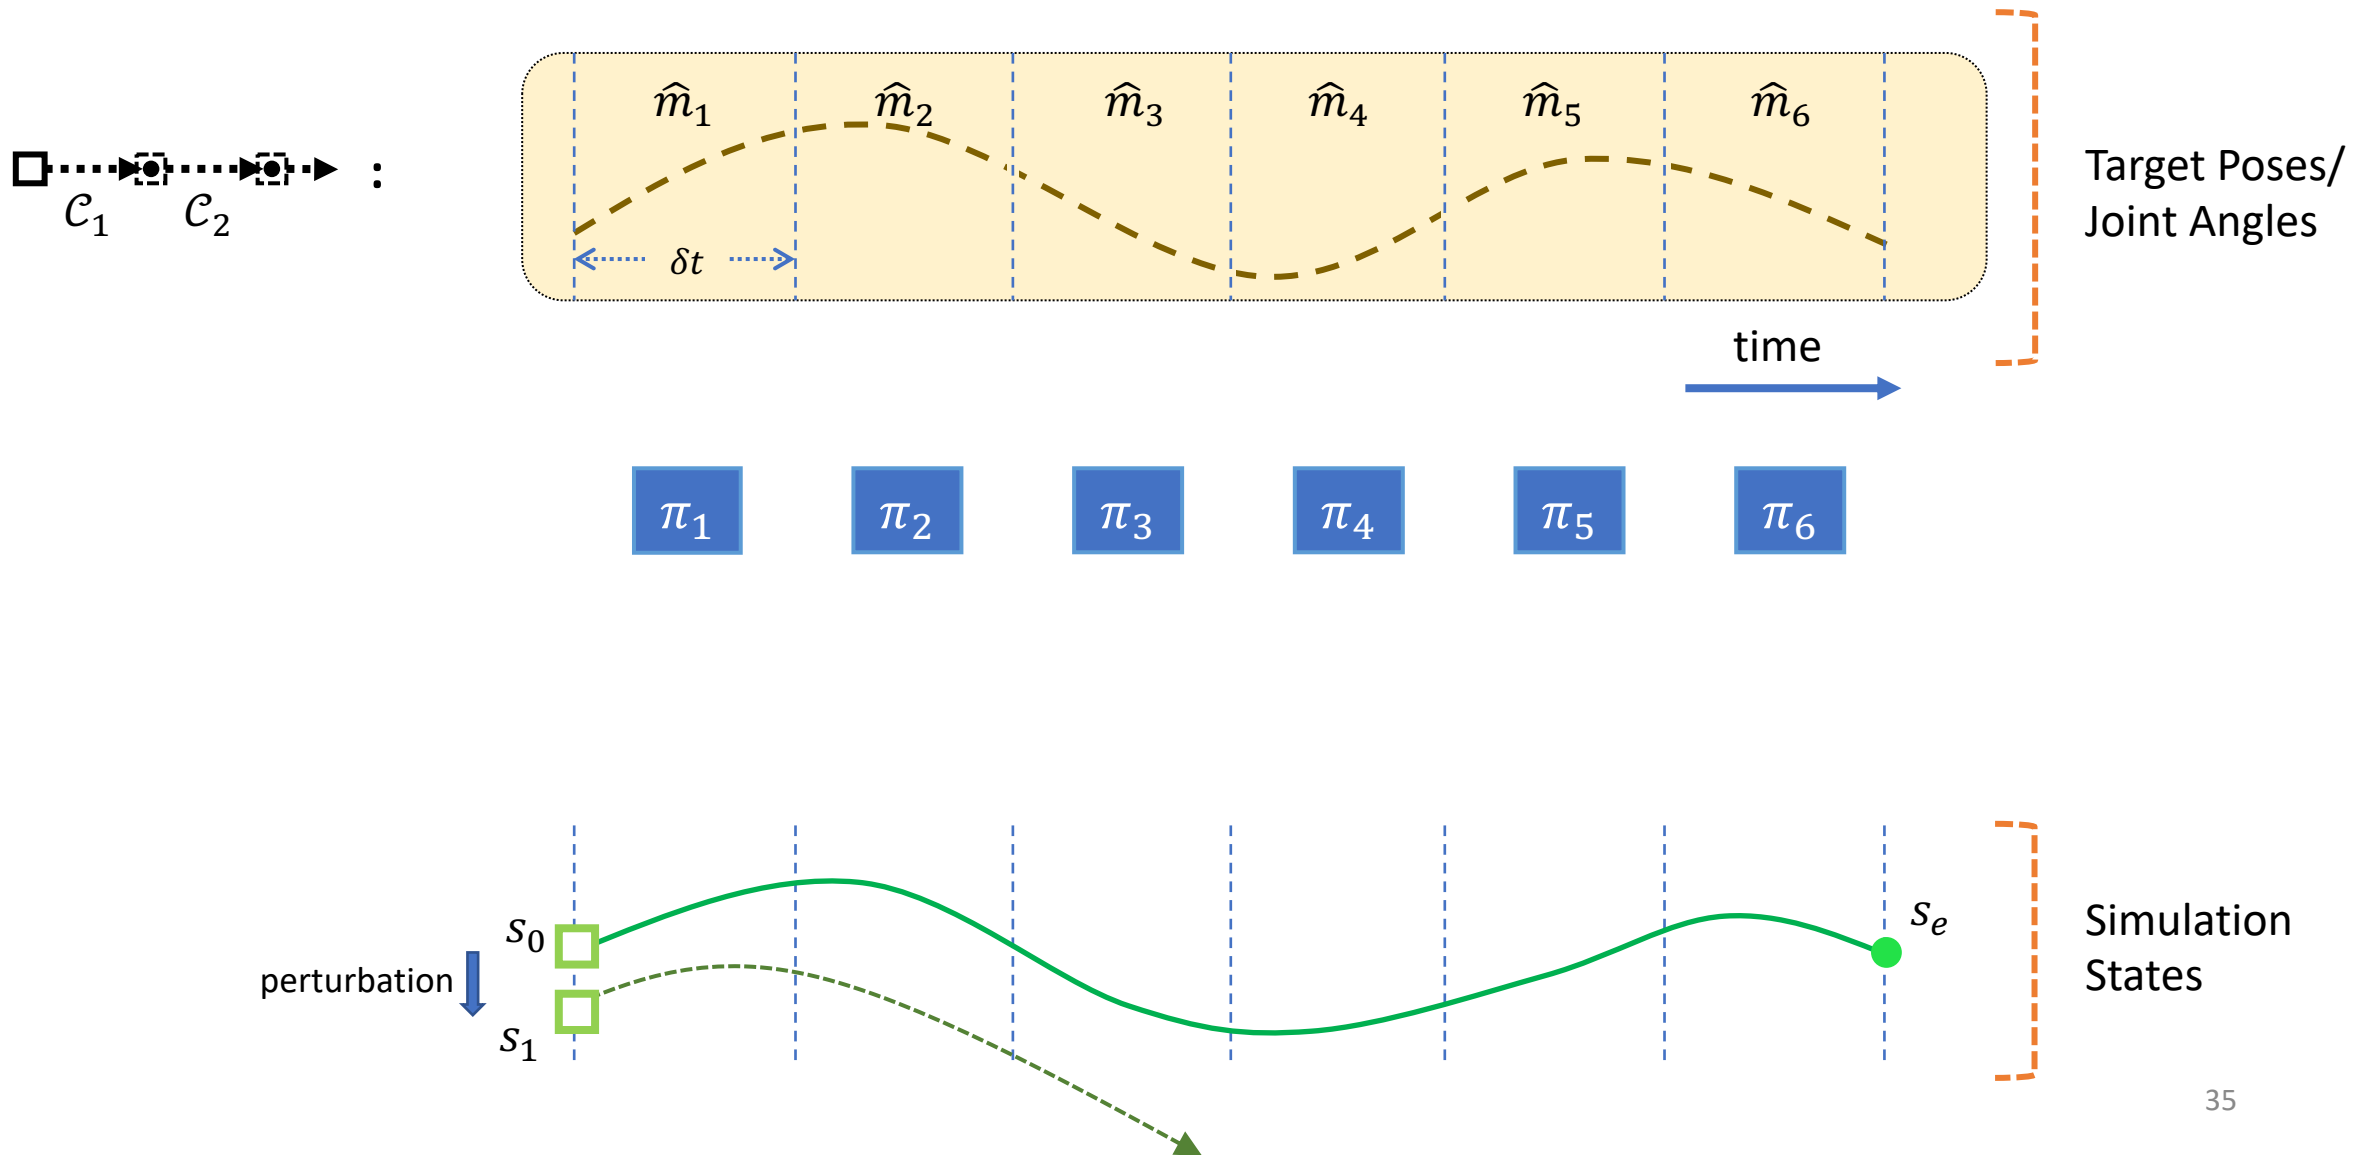 m̂₁ m̂₂ m̂₃ m̂₄ m̂₅ m̂₆
𝒞₁ 𝒞₂ :
δt
Target Poses/
Joint Angles
time
π₁ π₂ π₃ π₄ π₅ π₆
s₀
sₑ
perturbation
s₁
Simulation
States
35